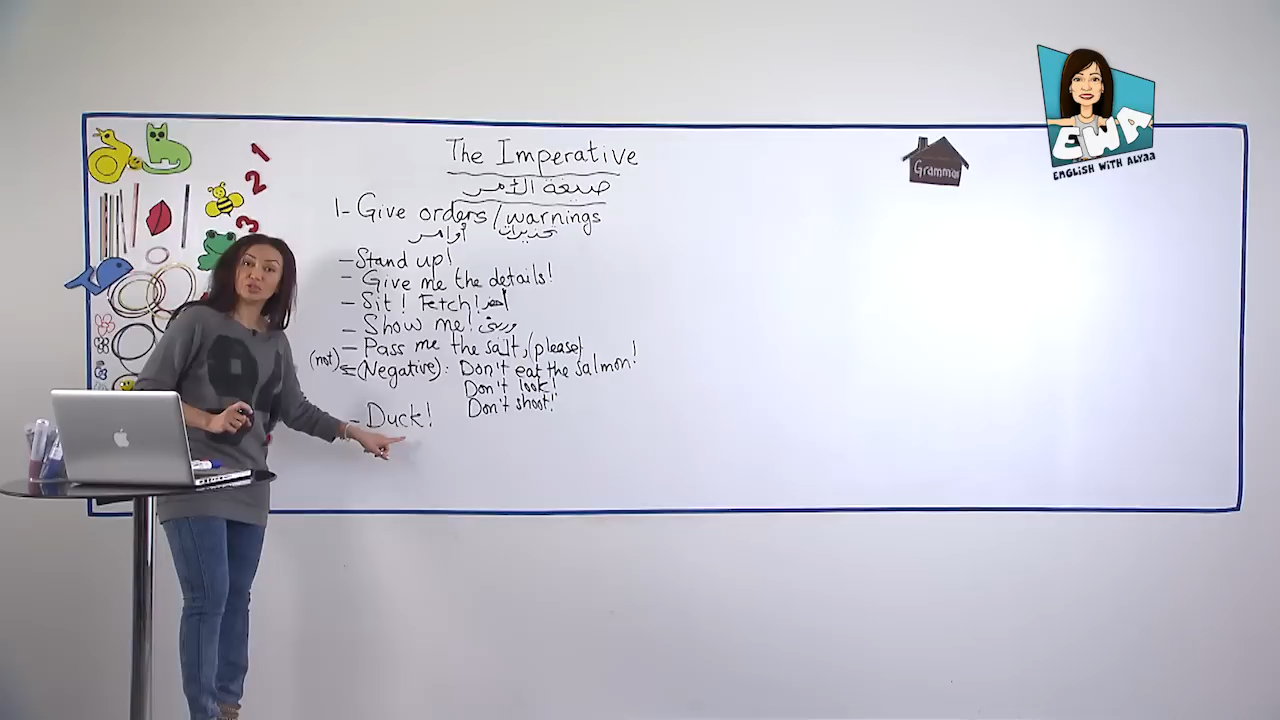 The Imperative
صيغة الأمر
1- Give orders/warnings
أوامر تحذيرات
- Stand up!
- Give me the details!
- Sit! Fetch! أحضر
- Show me!
- Pass me the salt, (please) !
(not) (Negative): Don't eat the salmon!
Don't look!
Don't shoot!
- Duck!
1
2
3
Grammar
EWA
ENGLISH WITH ALYAA